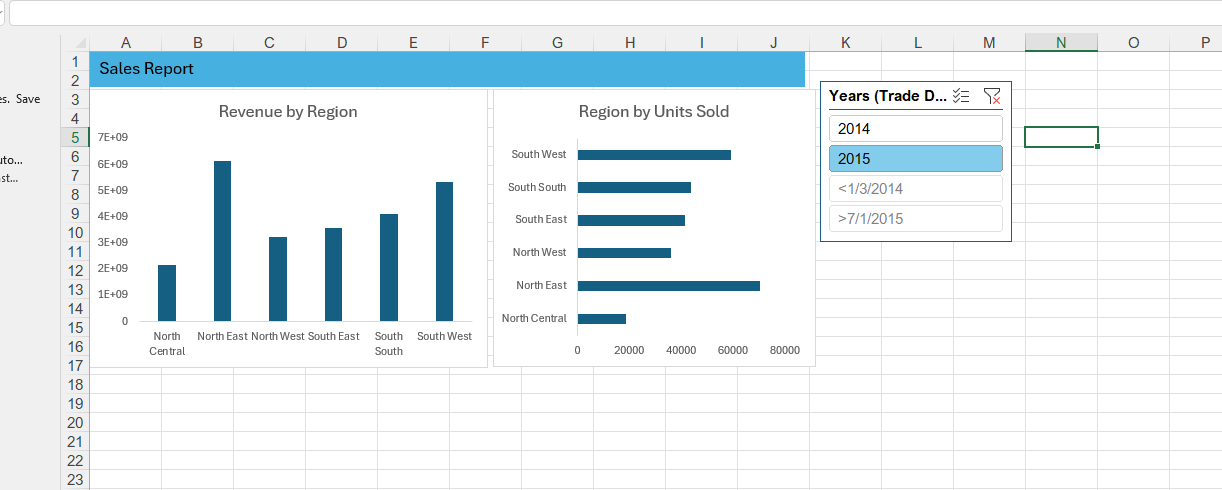 A B C D E F G H I J K L M N O P
1
2
3
4
5
6
7
8
9
10
11
12
13
14
15
16
17
18
19
20
21
22
23
es. Save
uto...
st...
Sales Report
Revenue by Region
7E+09
6E+09
5E+09
4E+09
3E+09
2E+09
1E+09
0
North Central North East North West South East South South South West
Region by Units Sold
South West
South South
South East
North West
North East
North Central
0 20000 40000 60000 80000
Years (Trade D...
2014
2015
<1/3/2014
>7/1/2015